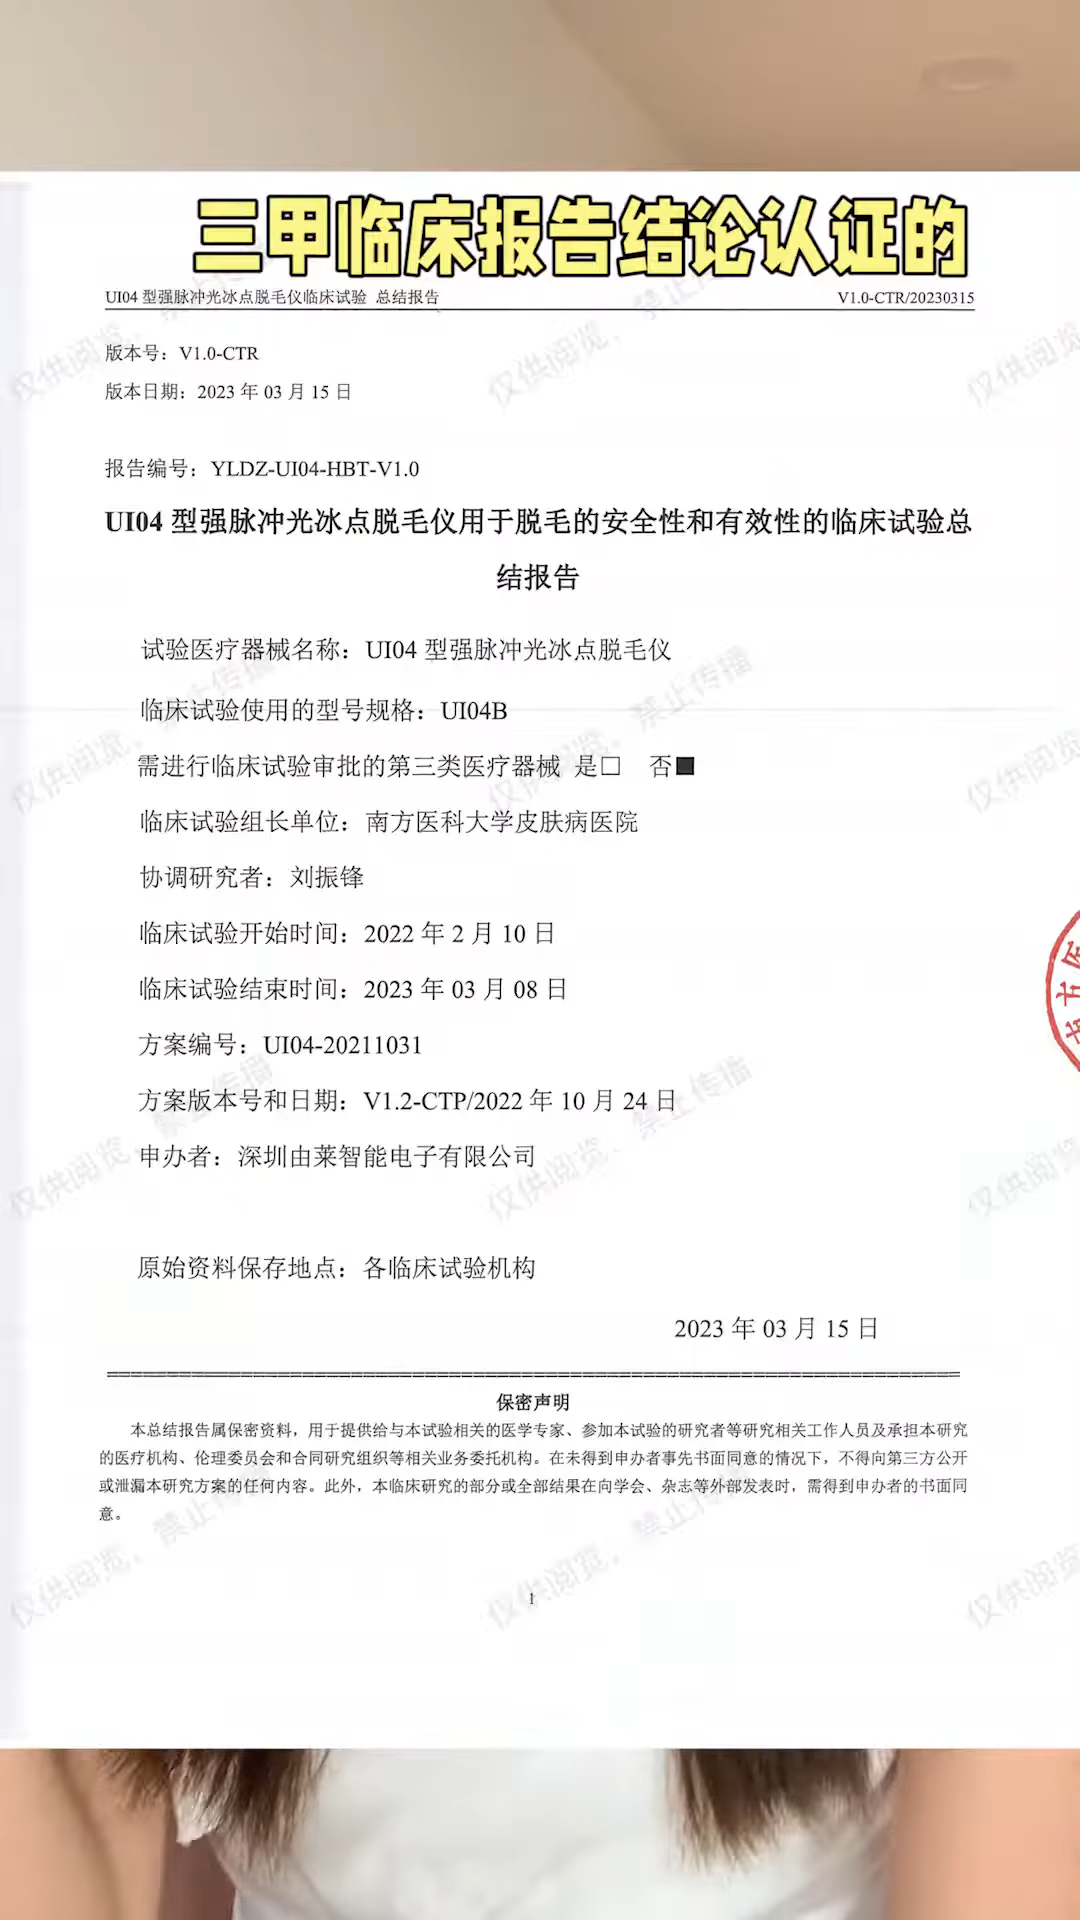 三甲临床报告结论认证的
UI04 型强脉冲光冰点脱毛仪临床试验 总结报告
V1.0-CTR/20230315
版本号：V1.0-CTR
版本日期：2023 年 03 月 15 日
报告编号：YLDZ-UI04-HBT-V1.0
UI04 型强脉冲光冰点脱毛仪用于脱毛的安全性和有效性的临床试验总
结报告
试验医疗器械名称：UI04 型强脉冲光冰点脱毛仪
临床试验使用的型号规格：UI04B
需进行临床试验审批的第三类医疗器械 是□ 否■
临床试验组长单位：南方医科大学皮肤病医院
协调研究者：刘振锋
临床试验开始时间：2022 年 2 月 10 日
临床试验结束时间：2023 年 03 月 08 日
方案编号：UI04-20211031
方案版本号和日期：V1.2-CTP/2022 年 10 月 24 日
申办者：深圳由莱智能电子有限公司
原始资料保存地点：各临床试验机构
2023 年 03 月 15 日
保密声明
本总结报告属保密资料，用于提供给与本试验相关的医学专家、参加本试验的研究者等研究相关工作人员及承担本研究
的医疗机构、伦理委员会和合同研究组织等相关业务委托机构。在未得到申办者事先书面同意的情况下，不得向第三方公开
或泄漏本研究方案的任何内容。此外，本临床研究的部分或全部结果在向学会、杂志等外部发表时，需得到申办者的书面同
意。
1
仅供阅览，禁止传播